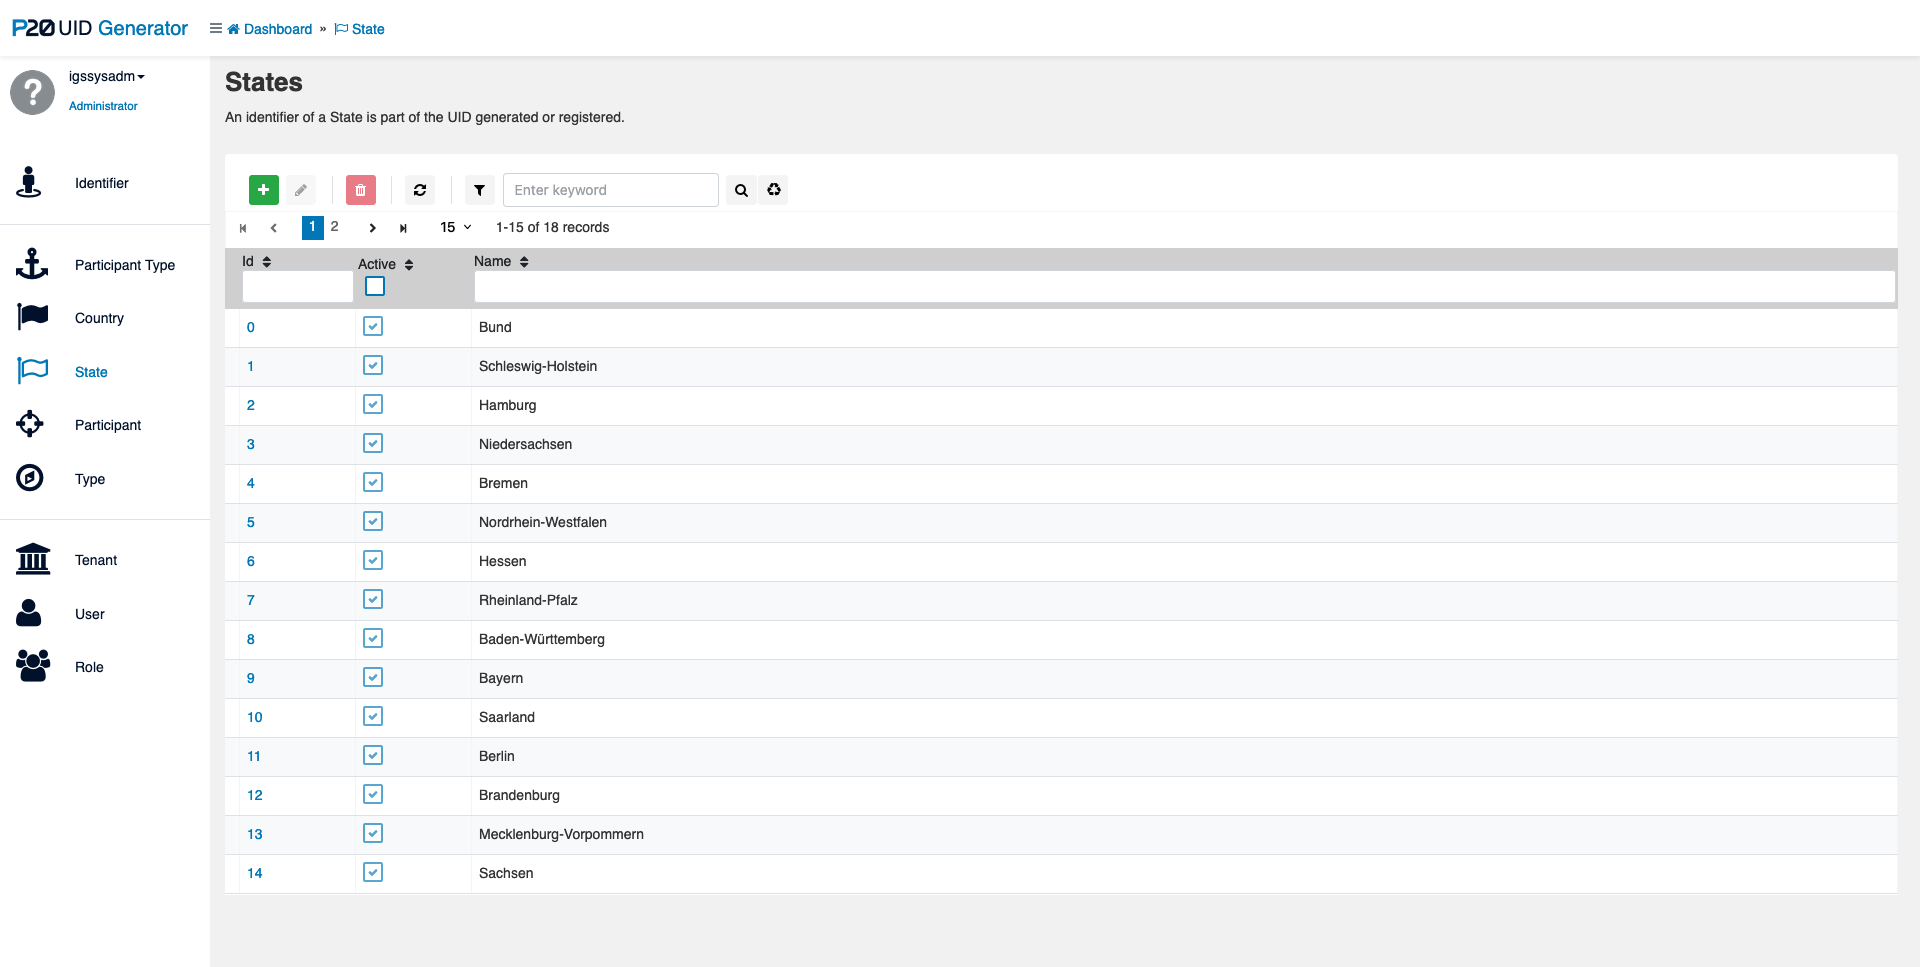 P20 UID Generator
Dashboard » State
igssysadm
Administrator
Identifier
Participant Type
Country
State
Participant
Type
Tenant
User
Role
States
An identifier of a State is part of the UID generated or registered.
Enter keyword
1 2 15 1-15 of 18 records
Id Active Name
0 Bund
1 Schleswig-Holstein
2 Hamburg
3 Niedersachsen
4 Bremen
5 Nordrhein-Westfalen
6 Hessen
7 Rheinland-Pfalz
8 Baden-Württemberg
9 Bayern
10 Saarland
11 Berlin
12 Brandenburg
13 Mecklenburg-Vorpommern
14 Sachsen